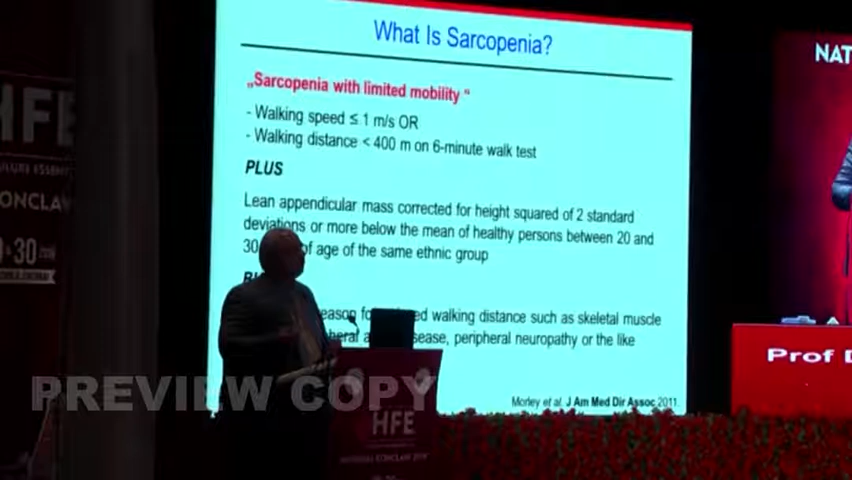 What Is Sarcopenia?
„Sarcopenia with limited mobility “
- Walking speed ≤ 1 m/s OR
- Walking distance < 400 m on 6-minute walk test
PLUS
Lean appendicular mass corrected for height squared of 2 standard
deviations or more below the mean of healthy persons between 20 and
30 of age of the same ethnic group
walking distance such as skeletal muscle
peripheral neuropathy or the like
Morley et al. J Am Med Dir Assoc 2011.
HFE
30
NAT
Prof D
HFE
PREVIEW COPY